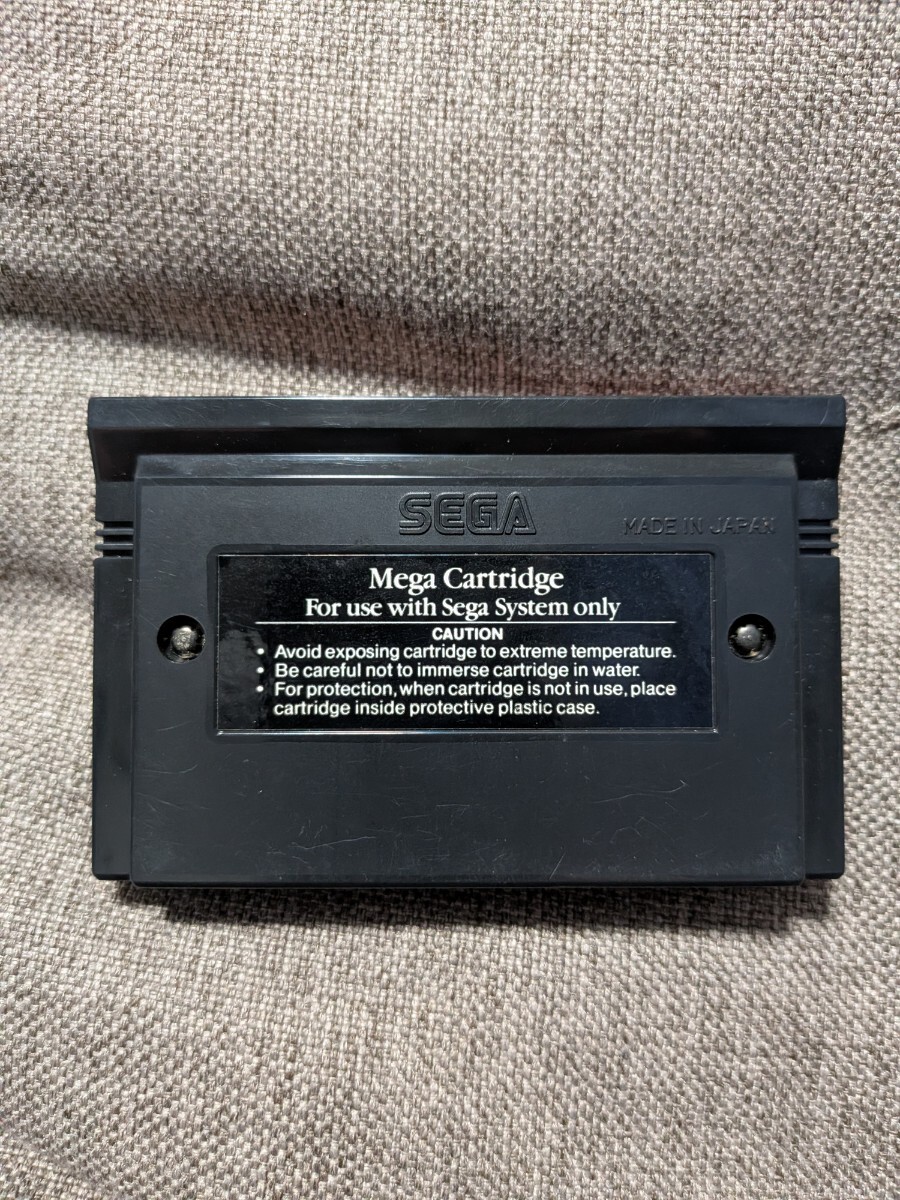 SEGA
MADE IN JAPAN
Mega Cartridge
For use with Sega System only
CAUTION
• Avoid exposing cartridge to extreme temperature.
• Be careful not to immerse cartridge in water.
• For protection, when cartridge is not in use, place
cartridge inside protective plastic case.